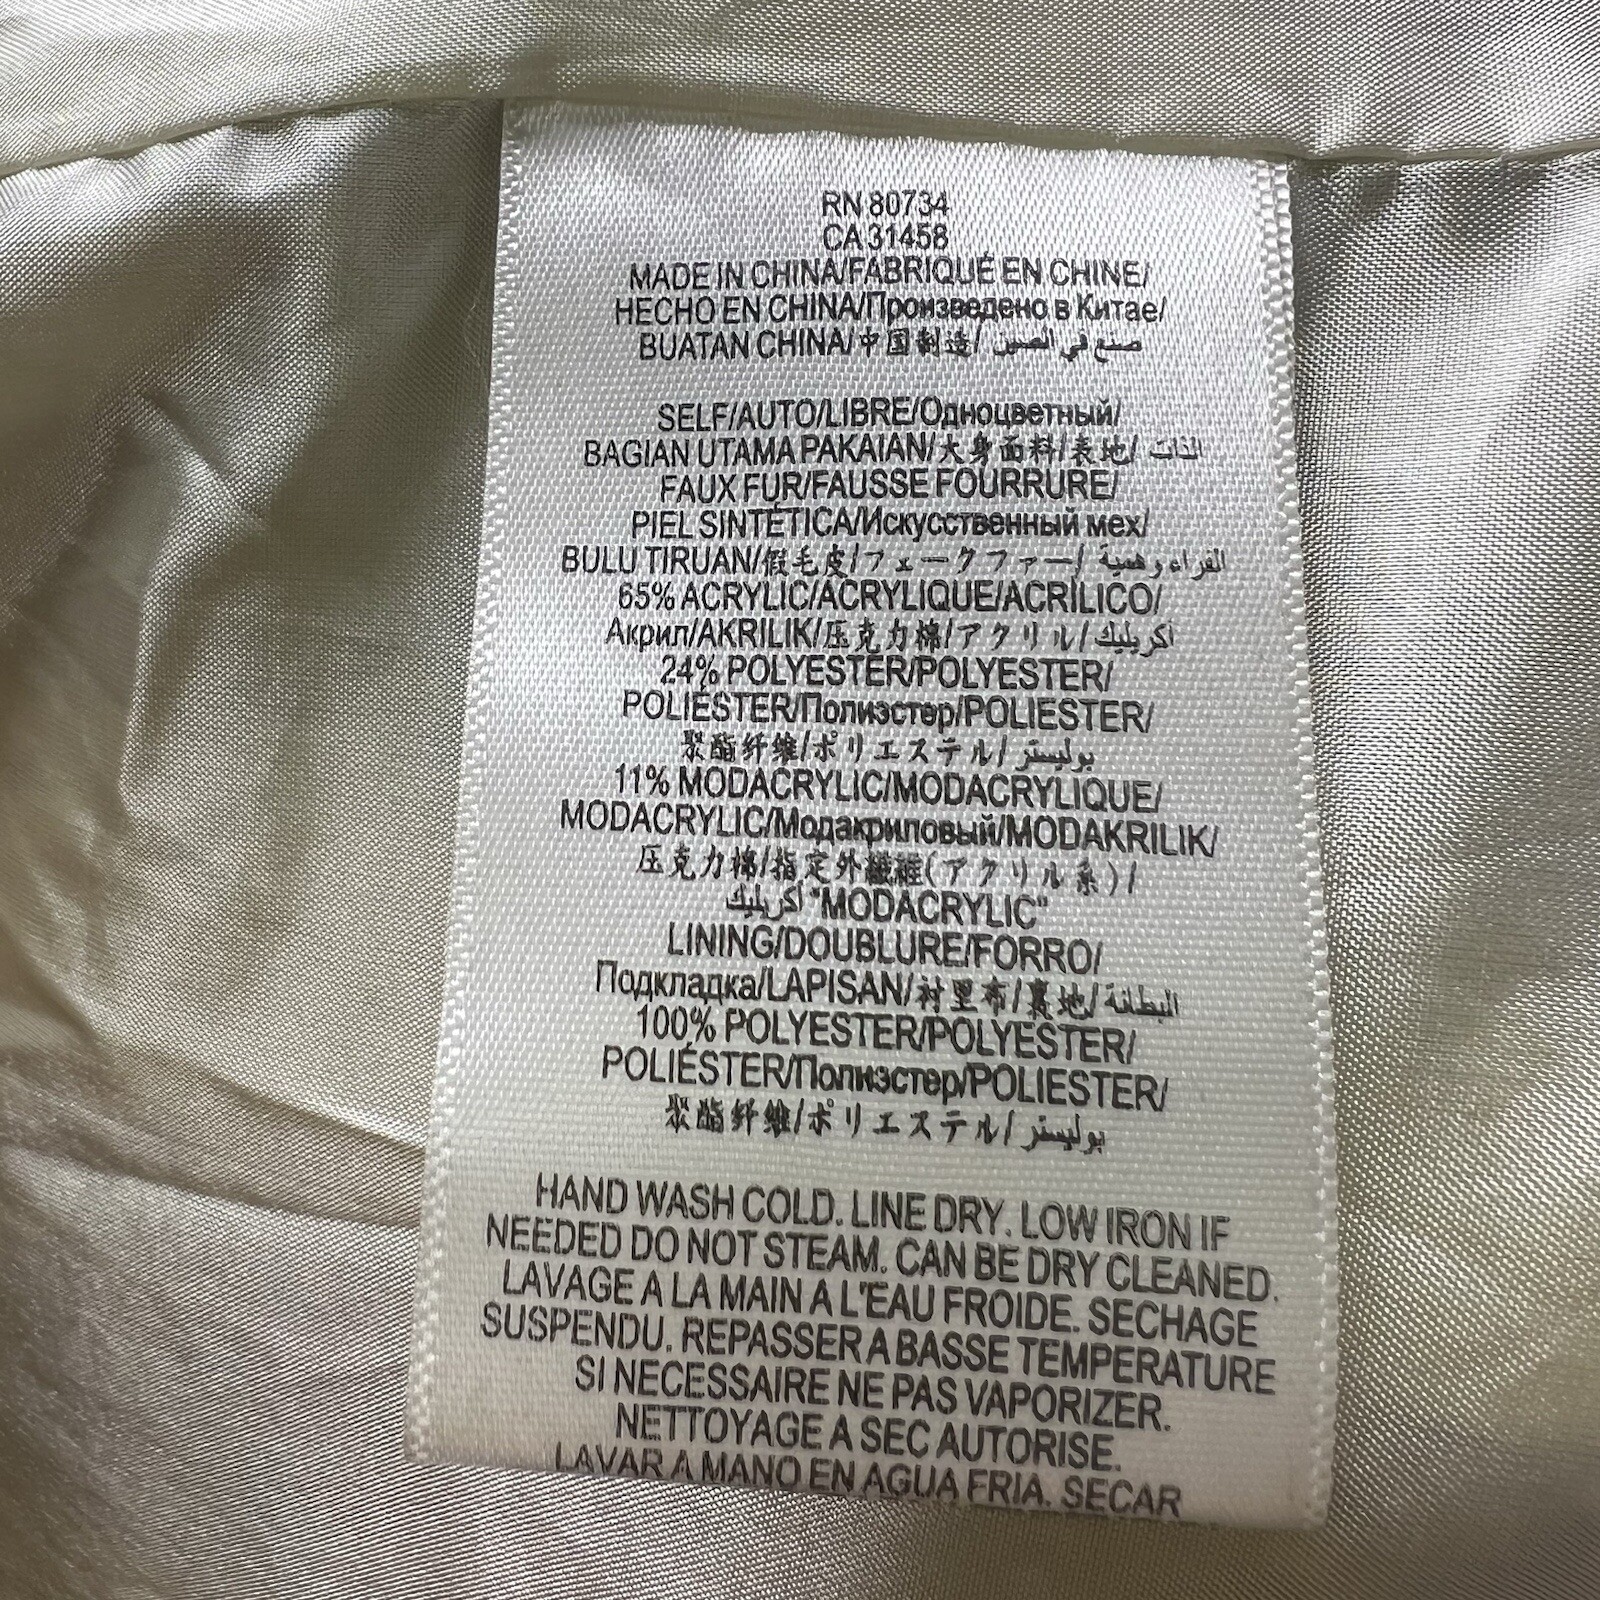 RN 80734
CA 31458
MADE IN CHINA/FABRIQUÉ EN CHINE/
HECHO EN CHINA/Произведено в Китае/
BUATAN CHINA/中国制造/ صنع في الصين
SELF/AUTO/LIBRE/Одноцветный/
BAGIAN UTAMA PAKAIAN/大身面料/表地/ الذات
FAUX FUR/FAUSSE FOURRURE/
PIEL SINTÉTICA/Искусственный мех/
BULU TIRUAN/假毛皮/フェークファー/ الفراء وهمية
65% ACRYLIC/ACRYLIQUE/ACRÍLICO/
Акрил/AKRILIK/压克力棉/アクリル/ اكريليك
24% POLYESTER/POLYESTER/
POLIÉSTER/Полиэстер/POLIESTER/
聚酯纤维/ポリエステル/ بوليستر
11% MODACRYLIC/MODACRYLIQUE/
MODACRYLIC/Модакриловый/MODAKRILIK/
压克力棉/指定外繊維(アクリル系)/
اكريليك "MODACRYLIC"
LINING/DOUBLURE/FORRO/
Подкладка/LAPISAN/衬里布/裏地/ البطانة
100% POLYESTER/POLYESTER/
POLIÉSTER/Полиэстер/POLIESTER/
聚酯纤维/ポリエステル/ بوليستر
HAND WASH COLD. LINE DRY. LOW IRON IF
NEEDED DO NOT STEAM. CAN BE DRY CLEANED.
LAVAGE A LA MAIN A L'EAU FROIDE. SECHAGE
SUSPENDU. REPASSER A BASSE TEMPERATURE
SI NECESSAIRE NE PAS VAPORIZER.
NETTOYAGE A SEC AUTORISE.
LAVAR A MANO EN AGUA FRIA. SECAR